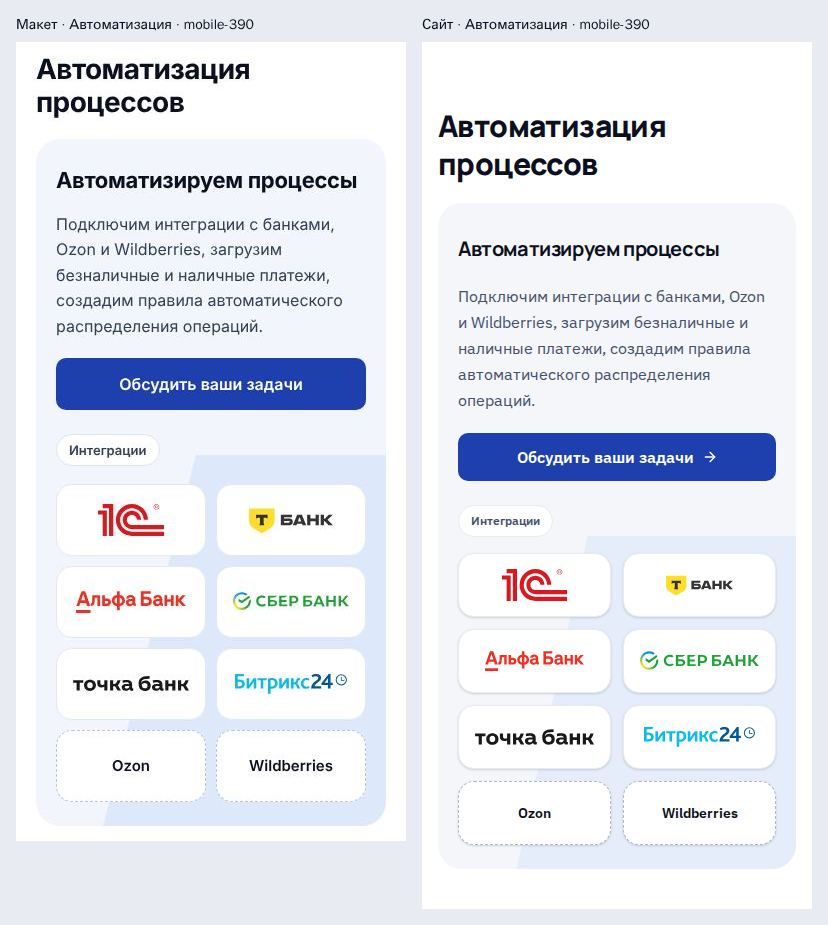 Макет · Автоматизация · mobile-390
Автоматизация
процессов
Автоматизируем процессы
Подключим интеграции с банками,
Ozon и Wildberries, загрузим
безналичные и наличные платежи,
создадим правила автоматического
распределения операций.
Обсудить ваши задачи
Интеграции
1С®
Т БАНК
Альфа Банк
СБЕР БАНК
точка банк
Битрикс24
Ozon
Wildberries
Сайт · Автоматизация · mobile-390
Автоматизация
процессов
Автоматизируем процессы
Подключим интеграции с банками, Ozon
и Wildberries, загрузим безналичные и
наличные платежи, создадим правила
автоматического распределения
операций.
Обсудить ваши задачи →
Интеграции
1С®
Т БАНК
Альфа Банк
СБЕР БАНК
точка банк
Битрикс24
Ozon
Wildberries